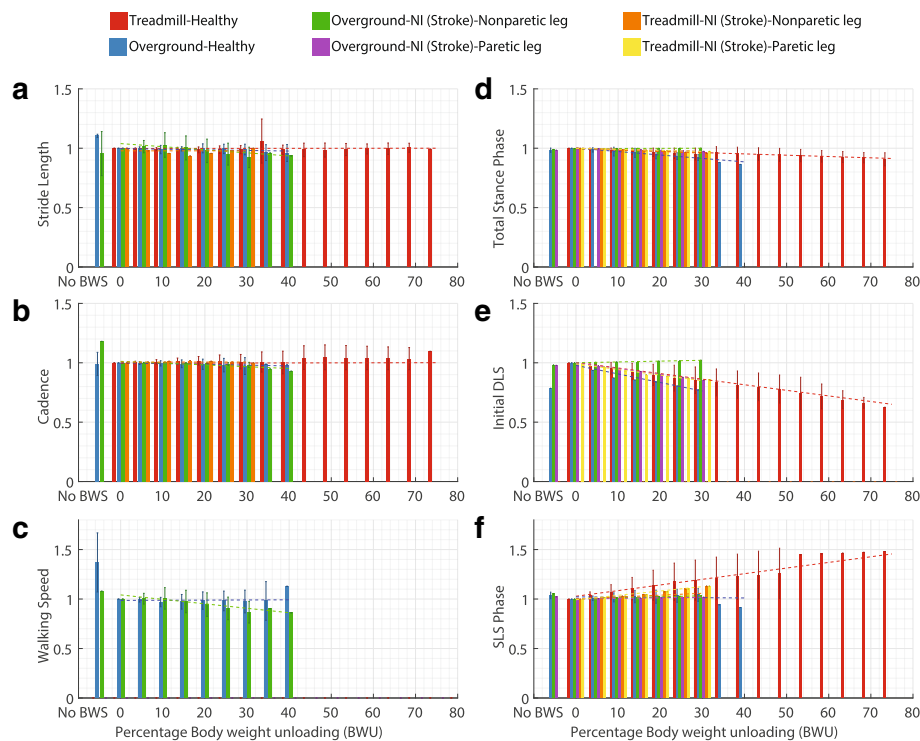 Treadmill-Healthy
Overground-NI (Stroke)-Nonparetic leg
Treadmill-NI (Stroke)-Nonparetic leg
Overground-Healthy
Overground-NI (Stroke)-Paretic leg
Treadmill-NI (Stroke)-Paretic leg
a
1.5
1
0.5
0
Stride Length
No BWS 0 10 20 30 40 50 60 70 80
d
1.5
1
0.5
0
Total Stance Phase
No BWS 0 10 20 30 40 50 60 70 80
b
1.5
1
0.5
0
Cadence
No BWS 0 10 20 30 40 50 60 70 80
e
1.5
1
0.5
0
Initial DLS
No BWS 0 10 20 30 40 50 60 70 80
c
1.5
1
0.5
0
Walking Speed
No BWS 0 10 20 30 40 50 60 70 80
Percentage Body weight unloading (BWU)
f
1.5
1
0.5
0
SLS Phase
No BWS 0 10 20 30 40 50 60 70 80
Percentage Body weight unloading (BWU)